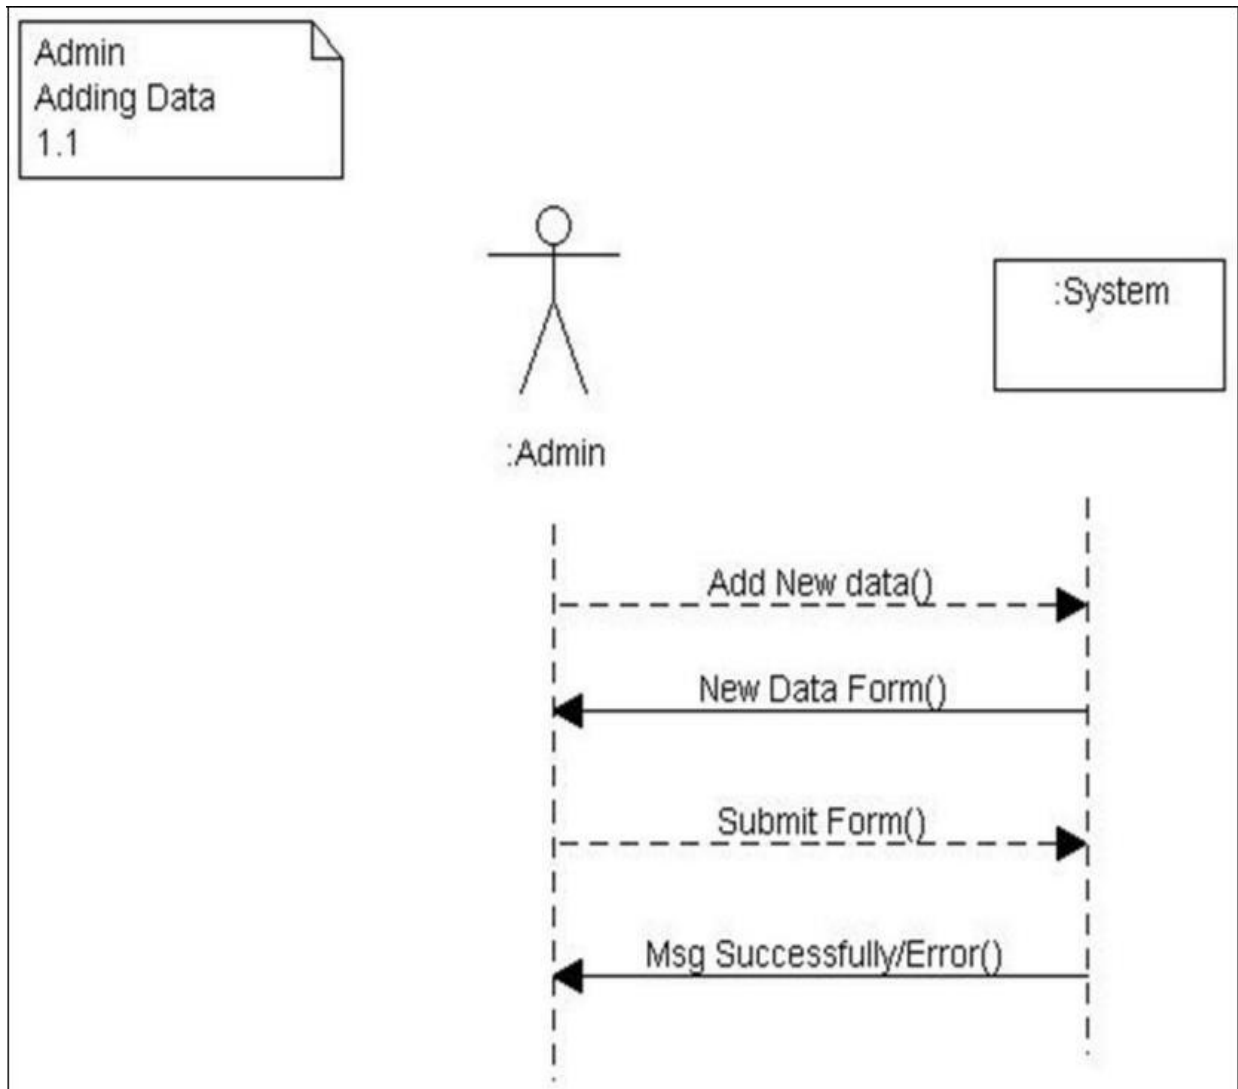 Admin
Adding Data
1.1
:System
:Admin
Add New data()
New Data Form()
Submit Form()
Msg Successfully/Error()